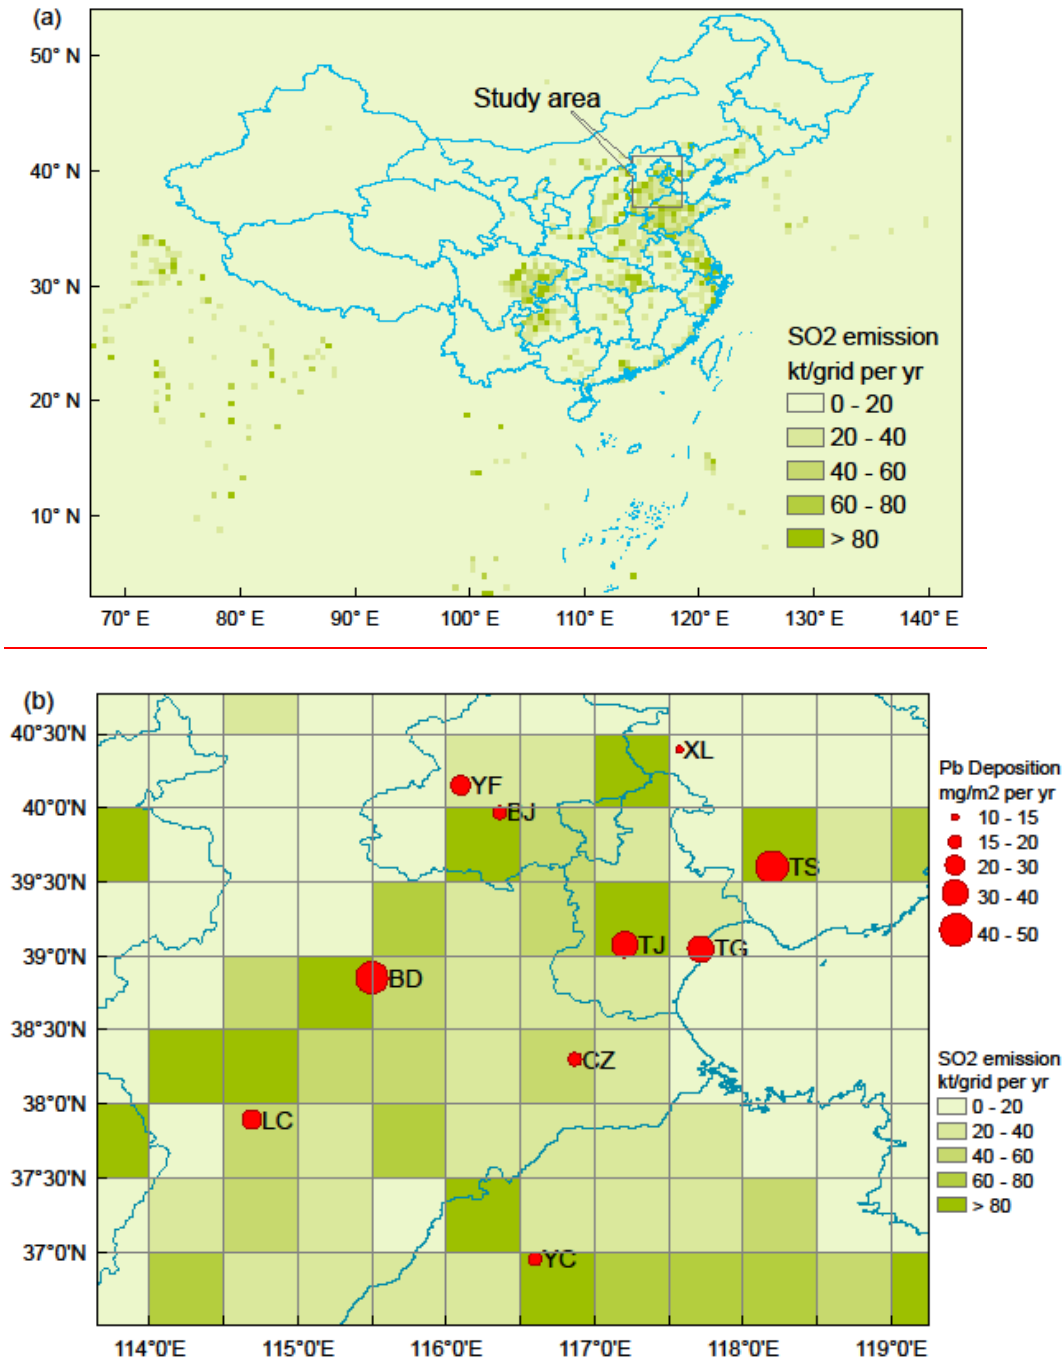 (a)
50° N
40° N
30° N
20° N
10° N
Study area
SO2 emission
kt/grid per yr
0 - 20
20 - 40
40 - 60
60 - 80
> 80
70° E 80° E 90° E 100° E 110° E 120° E 130° E 140° E
(b)
40°30'N
40°0'N
39°30'N
39°0'N
38°30'N
38°0'N
37°30'N
37°0'N
XL
YF
BJ
TS
TJ
TG
BD
CZ
LC
YC
Pb Deposition
mg/m2 per yr
10 - 15
15 - 20
20 - 30
30 - 40
40 - 50
SO2 emission
kt/grid per yr
0 - 20
20 - 40
40 - 60
60 - 80
> 80
114°0'E 115°0'E 116°0'E 117°0'E 118°0'E 119°0'E